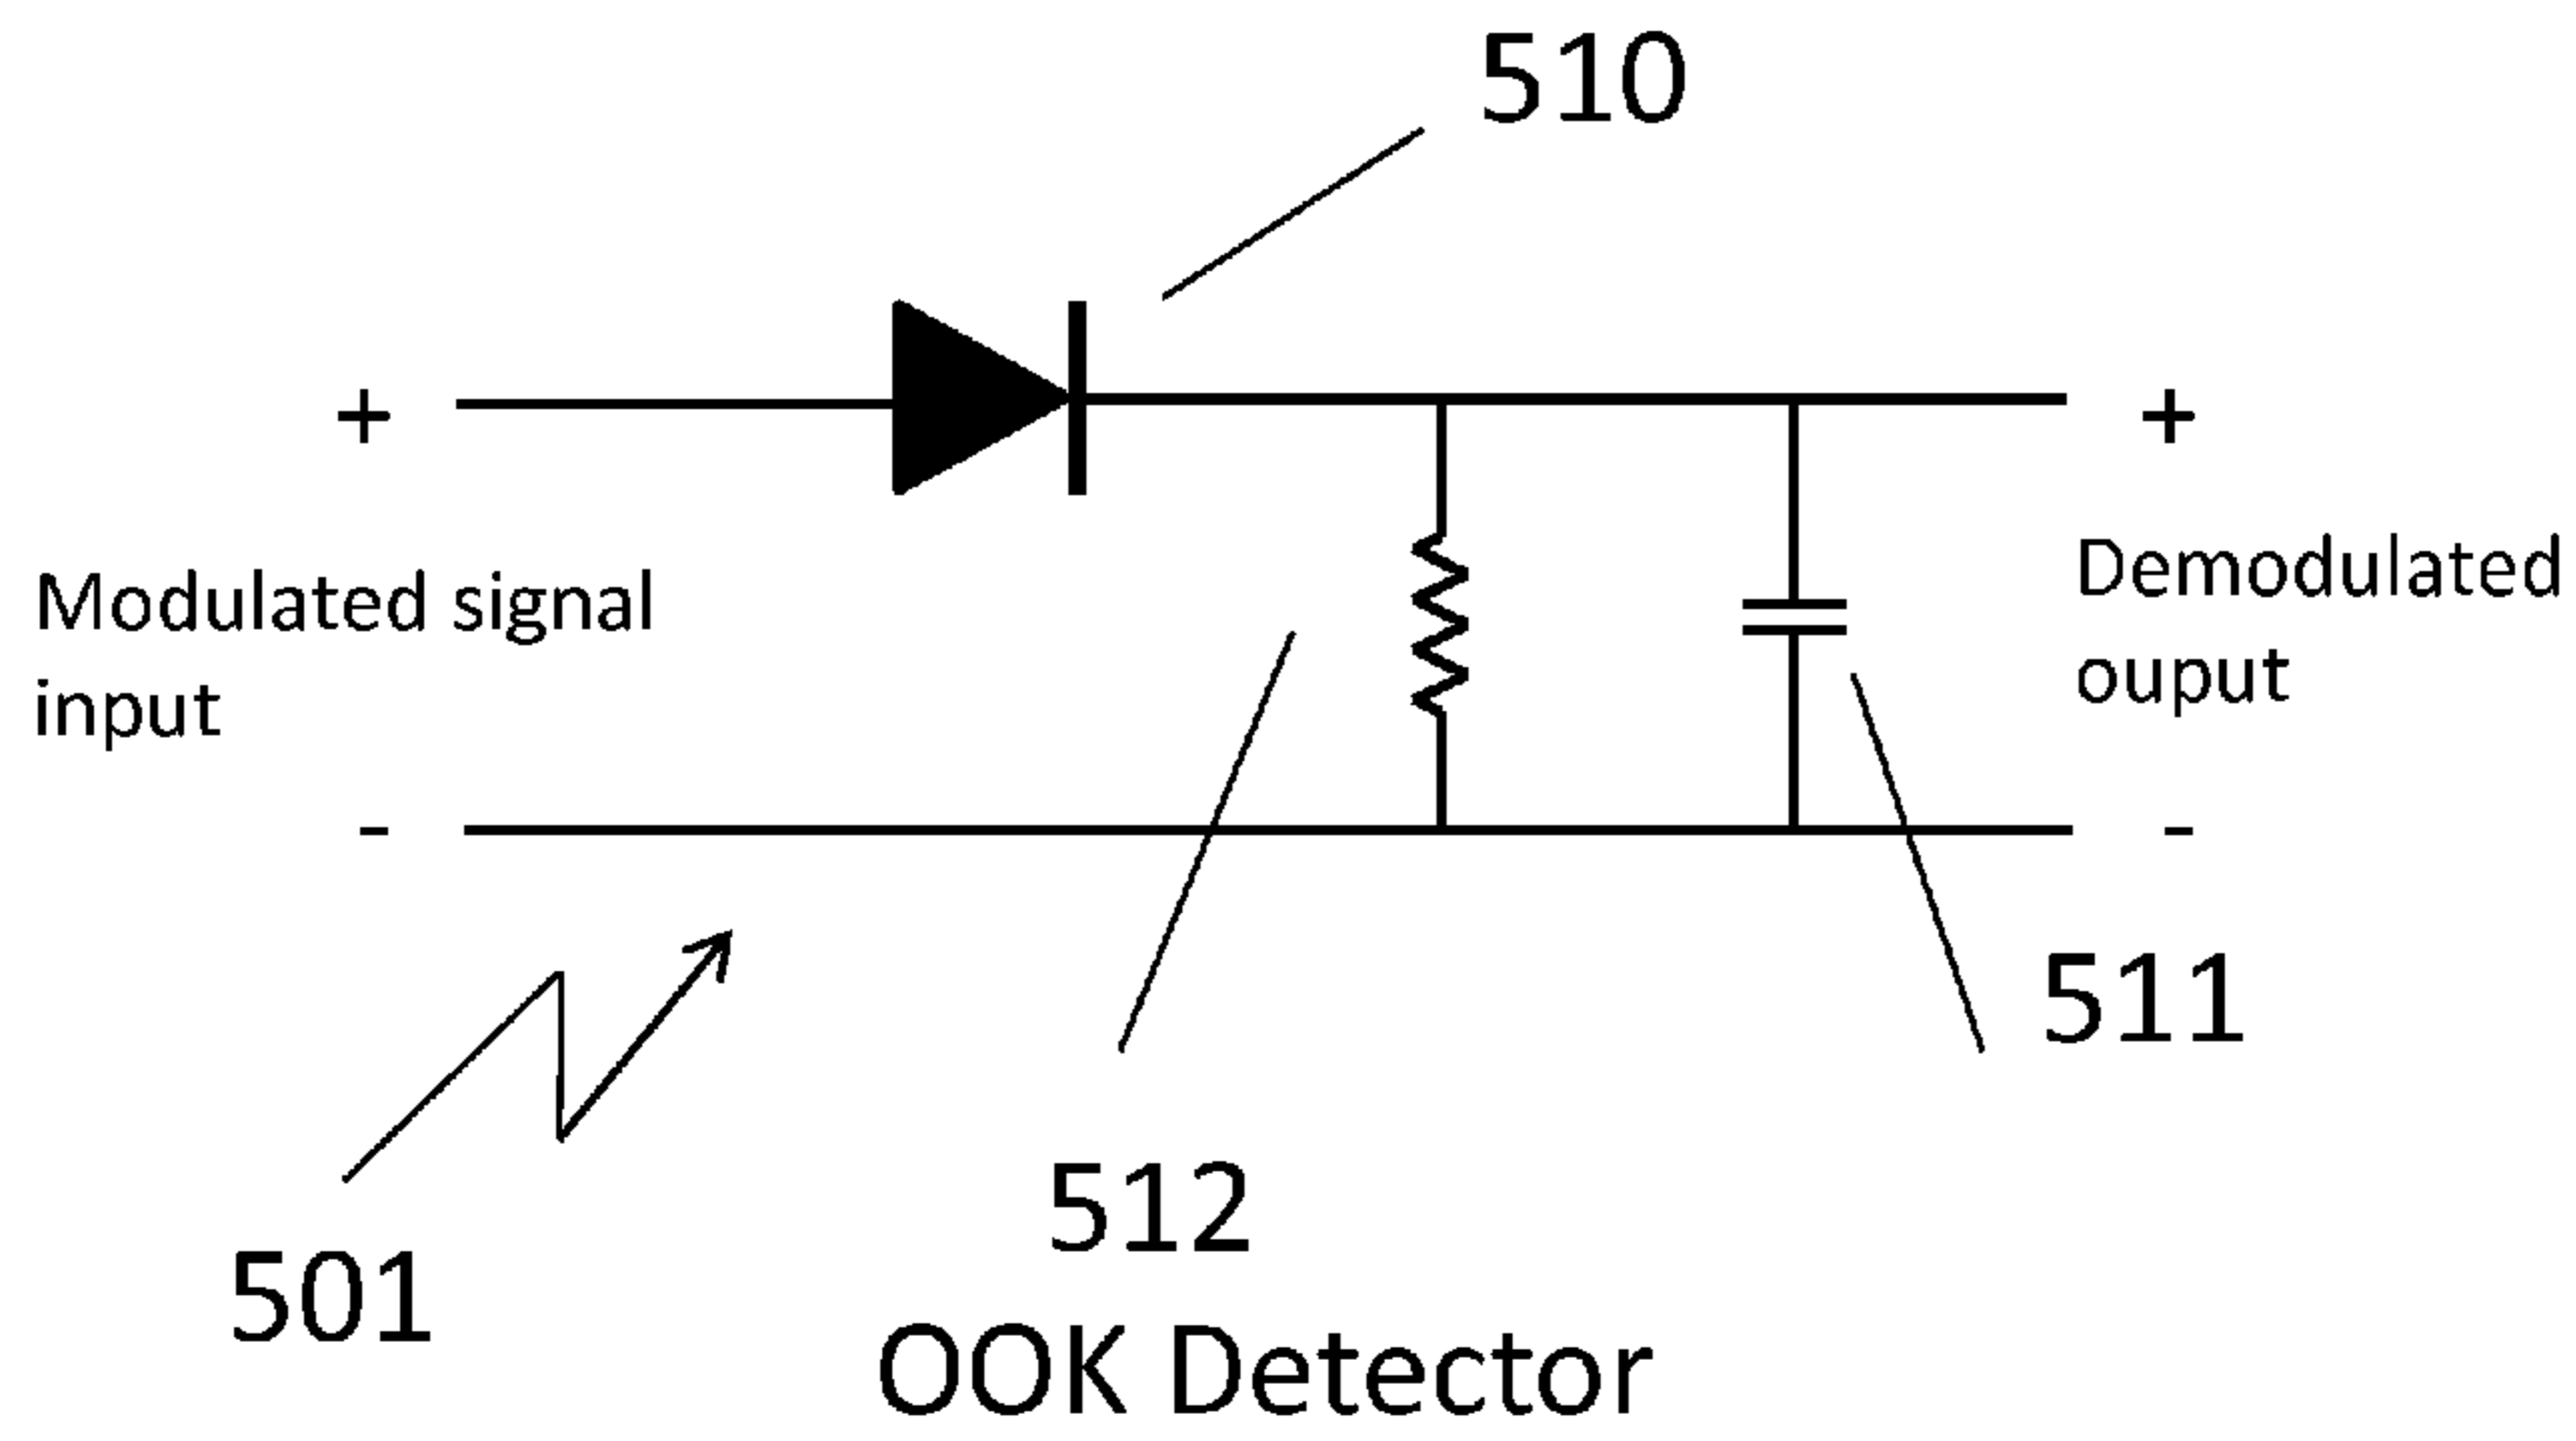 510
+
+
Modulated signal
input
Demodulated
ouput
-
-
511
512
501
OOK Detector